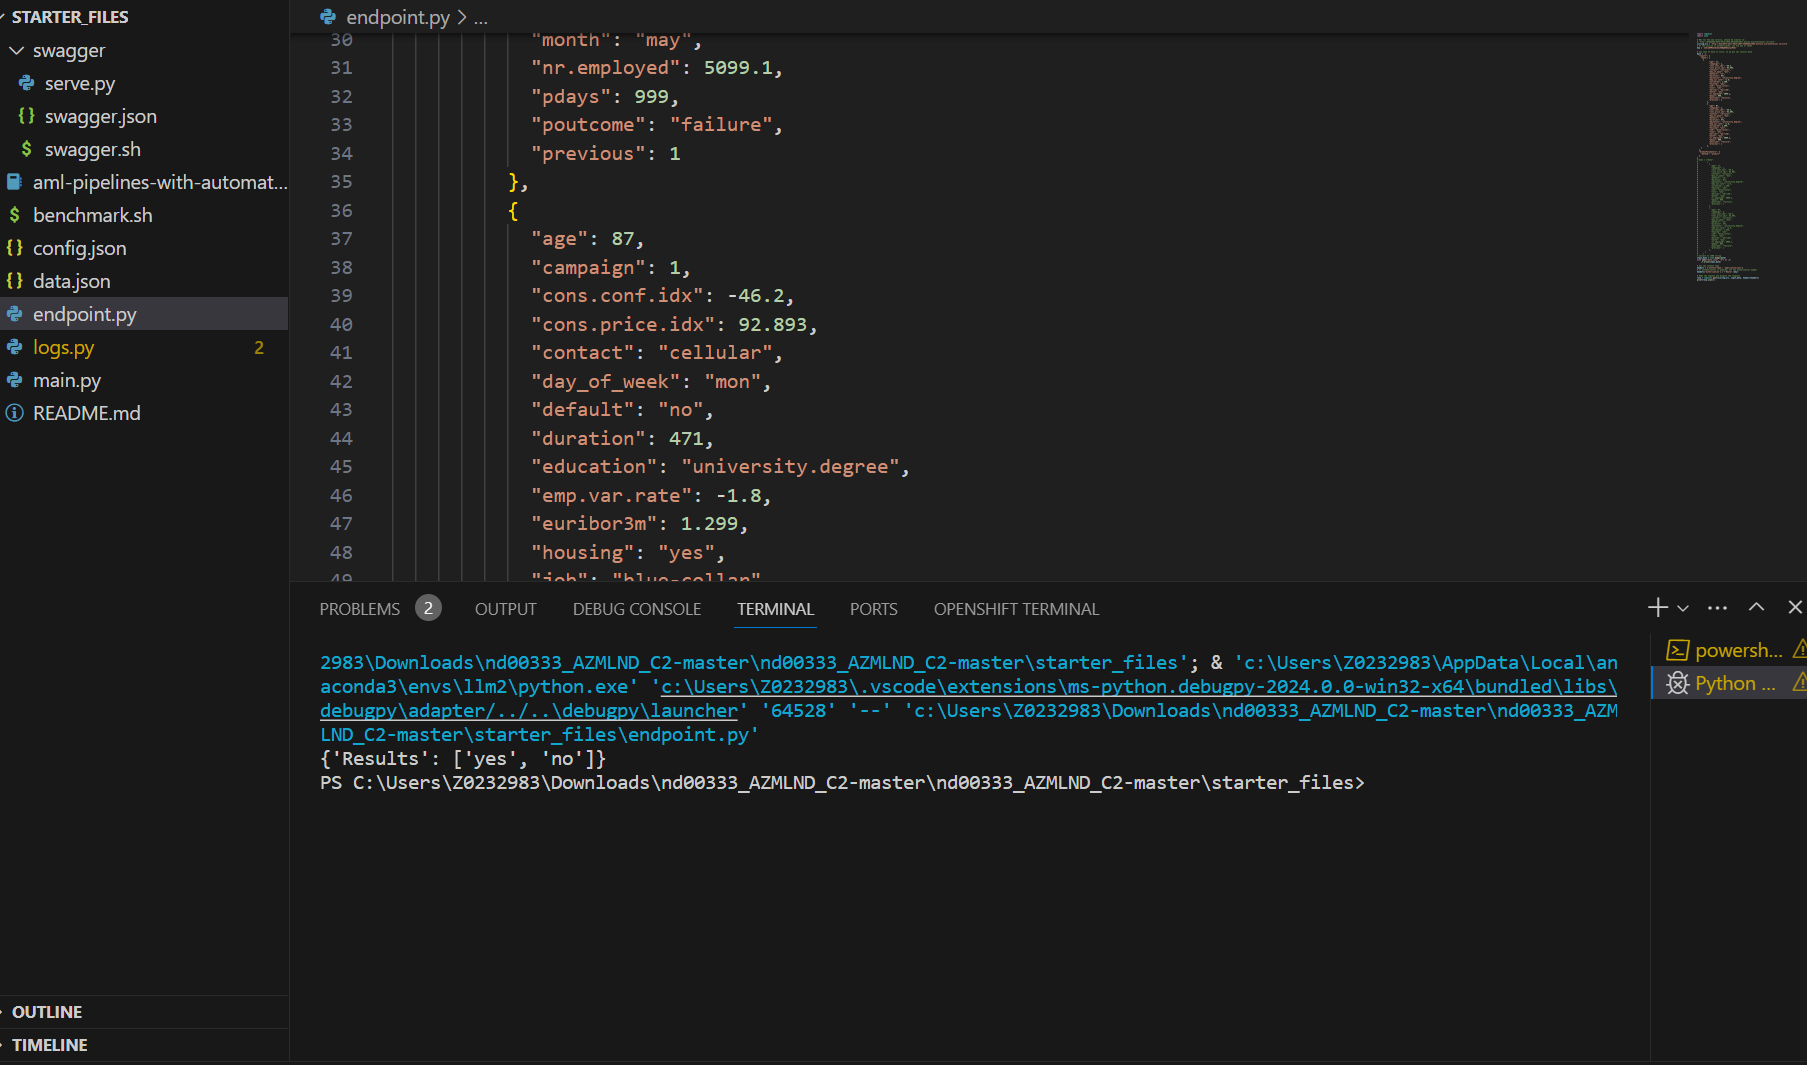 STARTER_FILES
swagger
serve.py
{} swagger.json
$ swagger.sh
aml-pipelines-with-automat...
$ benchmark.sh
{} config.json
{} data.json
endpoint.py
logs.py 2
main.py
README.md
OUTLINE
TIMELINE
endpoint.py > ...
30 "month": "may",
31 "nr.employed": 5099.1,
32 "pdays": 999,
33 "poutcome": "failure",
34 "previous": 1
35 },
36 {
37 "age": 87,
38 "campaign": 1,
39 "cons.conf.idx": -46.2,
40 "cons.price.idx": 92.893,
41 "contact": "cellular",
42 "day_of_week": "mon",
43 "default": "no",
44 "duration": 471,
45 "education": "university.degree",
46 "emp.var.rate": -1.8,
47 "euribor3m": 1.299,
48 "housing": "yes",
49 "job": "blue-collar"
PROBLEMS 2 OUTPUT DEBUG CONSOLE TERMINAL PORTS OPENSHIFT TERMINAL
2983\Downloads\nd00333_AZMLND_C2-master\nd00333_AZMLND_C2-master\starter_files'; & 'c:\Users\Z0232983\AppData\Local\an
aconda3\envs\llm2\python.exe' 'c:\Users\Z0232983\.vscode\extensions\ms-python.debugpy-2024.0.0-win32-x64\bundled\libs\
debugpy\adapter/../..\debugpy\launcher' '64528' '--' 'c:\Users\Z0232983\Downloads\nd00333_AZMLND_C2-master\nd00333_AZM
LND_C2-master\starter_files\endpoint.py'
{'Results': ['yes', 'no']}
PS C:\Users\Z0232983\Downloads\nd00333_AZMLND_C2-master\nd00333_AZMLND_C2-master\starter_files>
powersh...
Python ...